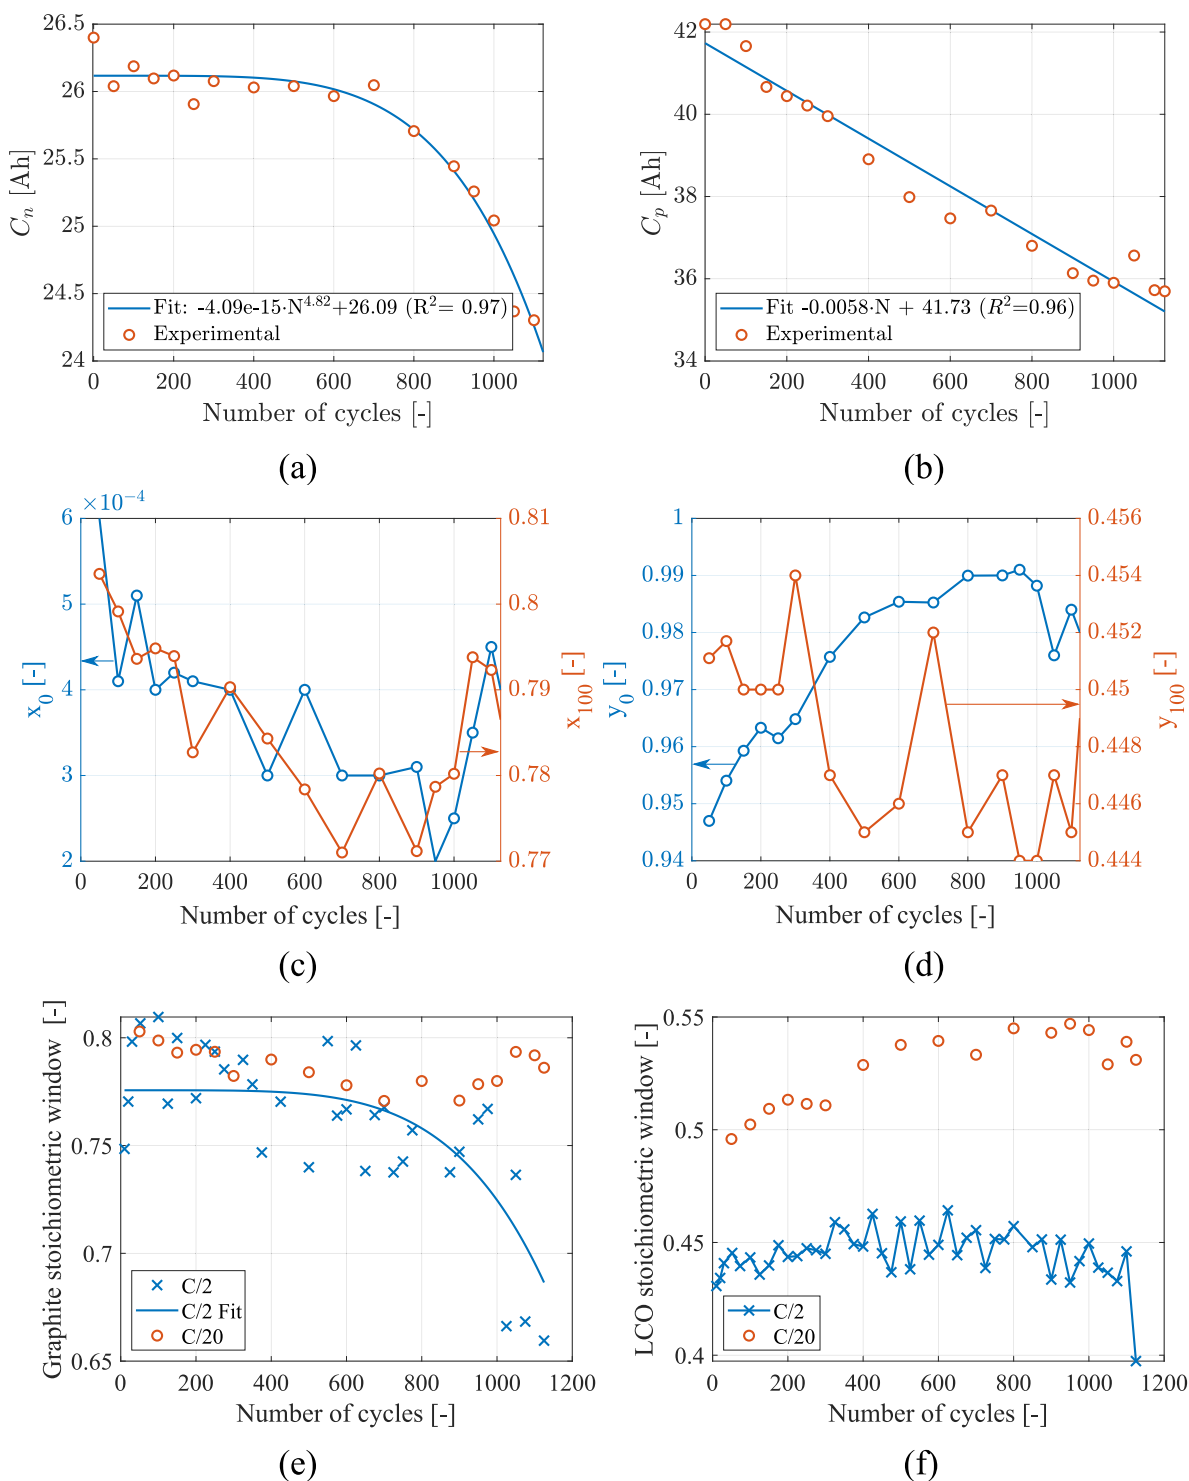 26.5
26
25.5
25
24.5
24
C_n [Ah]
Fit: -4.09e-15·N^4.82+26.09 (R^2= 0.97)
Experimental
0 200 400 600 800 1000
Number of cycles [-]
(a)
42
40
38
36
34
C_p [Ah]
Fit -0.0058·N + 41.73 (R^2=0.96)
Experimental
0 200 400 600 800 1000
Number of cycles [-]
(b)
×10^−4
6
5
4
3
2
x_0 [-]
0.81
0.8
0.79
0.78
0.77
x_100 [-]
0 200 400 600 800 1000
Number of cycles [-]
(c)
1
0.99
0.98
0.97
0.96
0.95
0.94
y_0 [-]
0.456
0.454
0.452
0.45
0.448
0.446
0.444
y_100 [-]
0 200 400 600 800 1000
Number of cycles [-]
(d)
0.8
0.75
0.7
0.65
Graphite stoichiometric window [-]
C/2
C/2 Fit
C/20
0 200 400 600 800 1000 1200
Number of cycles [-]
(e)
0.55
0.5
0.45
0.4
LCO stoichiometric window [-]
C/2
C/20
0 200 400 600 800 1000 1200
Number of cycles [-]
(f)